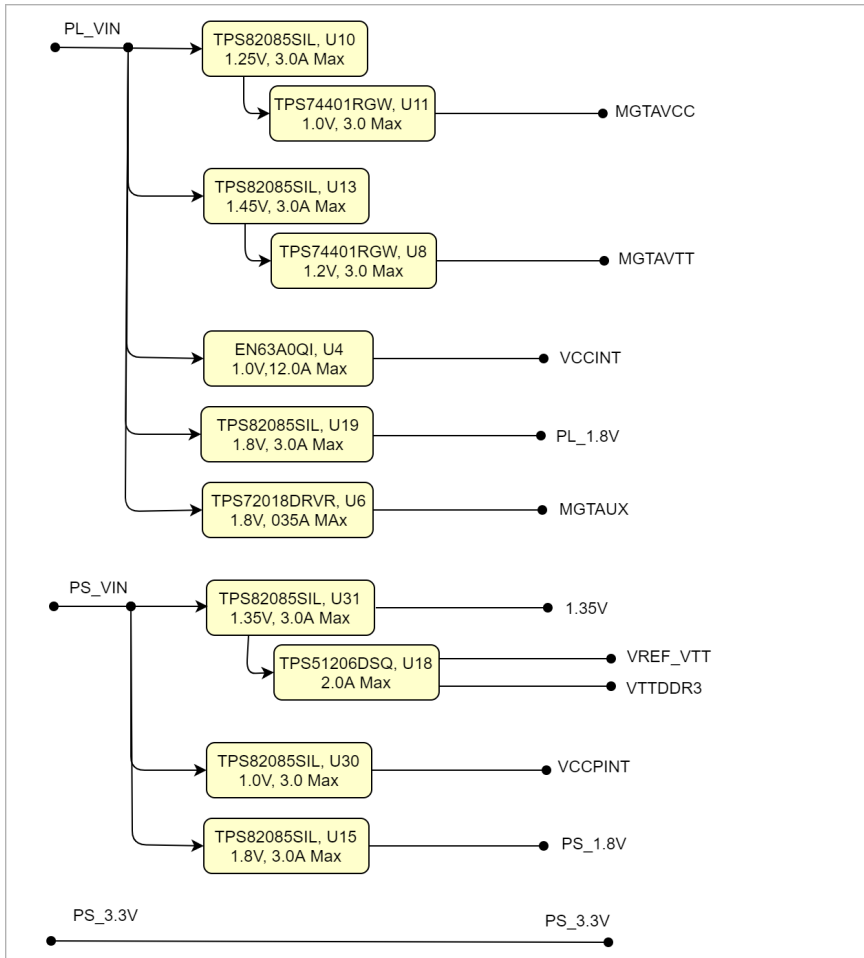 PL_VIN
TPS82085SIL, U10
1.25V, 3.0A Max
TPS74401RGW, U11
1.0V, 3.0 Max
MGTAVCC
TPS82085SIL, U13
1.45V, 3.0A Max
TPS74401RGW, U8
1.2V, 3.0 Max
MGTAVTT
EN63A0QI, U4
1.0V,12.0A Max
VCCINT
TPS82085SIL, U19
1.8V, 3.0A Max
PL_1.8V
TPS72018DRVR, U6
1.8V, 035A MAx
MGTAUX
PS_VIN
TPS82085SIL, U31
1.35V, 3.0A Max
1.35V
TPS51206DSQ, U18
2.0A Max
VREF_VTT
VTTDDR3
TPS82085SIL, U30
1.0V, 3.0 Max
VCCPINT
TPS82085SIL, U15
1.8V, 3.0A Max
PS_1.8V
PS_3.3V
PS_3.3V